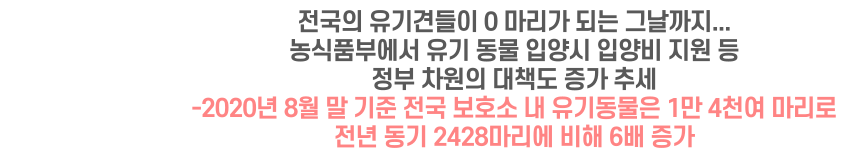 전국의 유기견들이 0 마리가 되는 그날까지...
농식품부에서 유기 동물 입양시 입양비 지원 등
정부 차원의 대책도 증가 추세
-2020년 8월 말 기준 전국 보호소 내 유기동물은 1만 4천여 마리로
전년 동기 2428마리에 비해 6배 증가